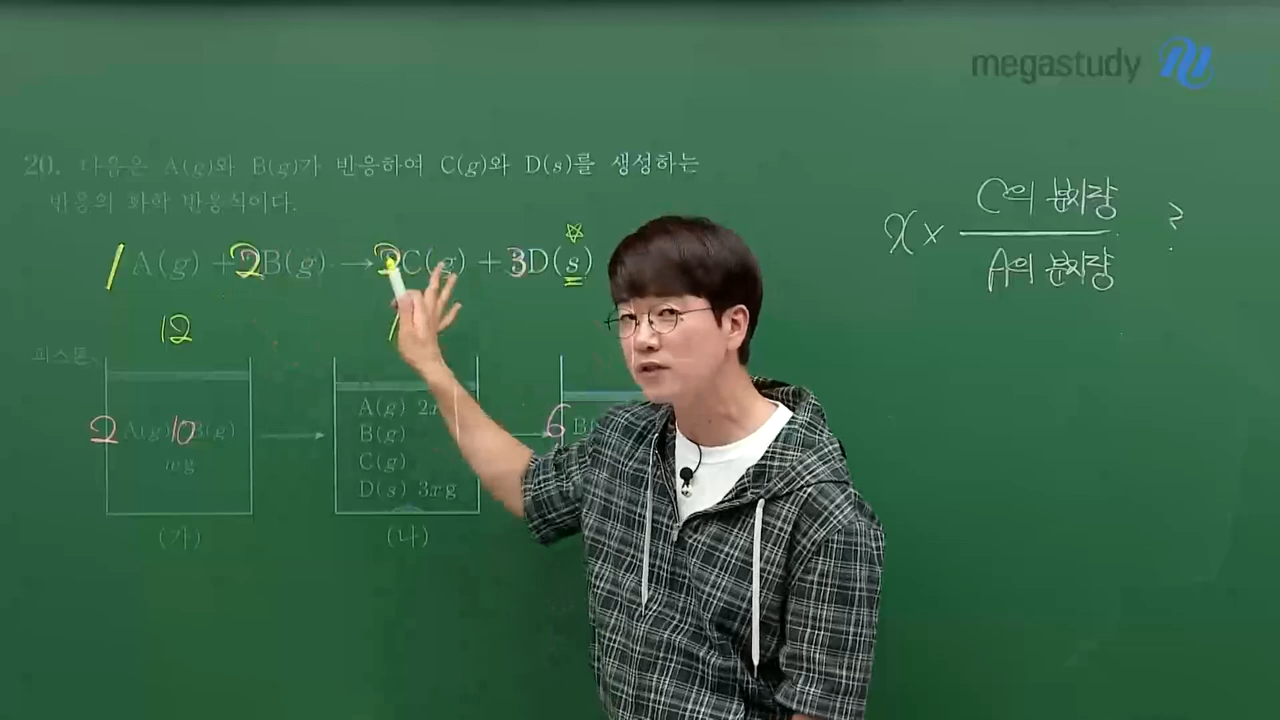 megastudy
20. 다음은 A(g)와 B(g)가 반응하여 C(g)와 D(s)를 생성하는
반응의 화학 반응식이다.
x × C의 분자량 / A의 분자량 ?
1 A(g) + 2B(g) → 2C(g) + 3D(s)
12
피스톤
2 A(g) 10 B(g)
wg
(가)
A(g)
B(g)
C(g)
D(s) 3xg
(나)
6